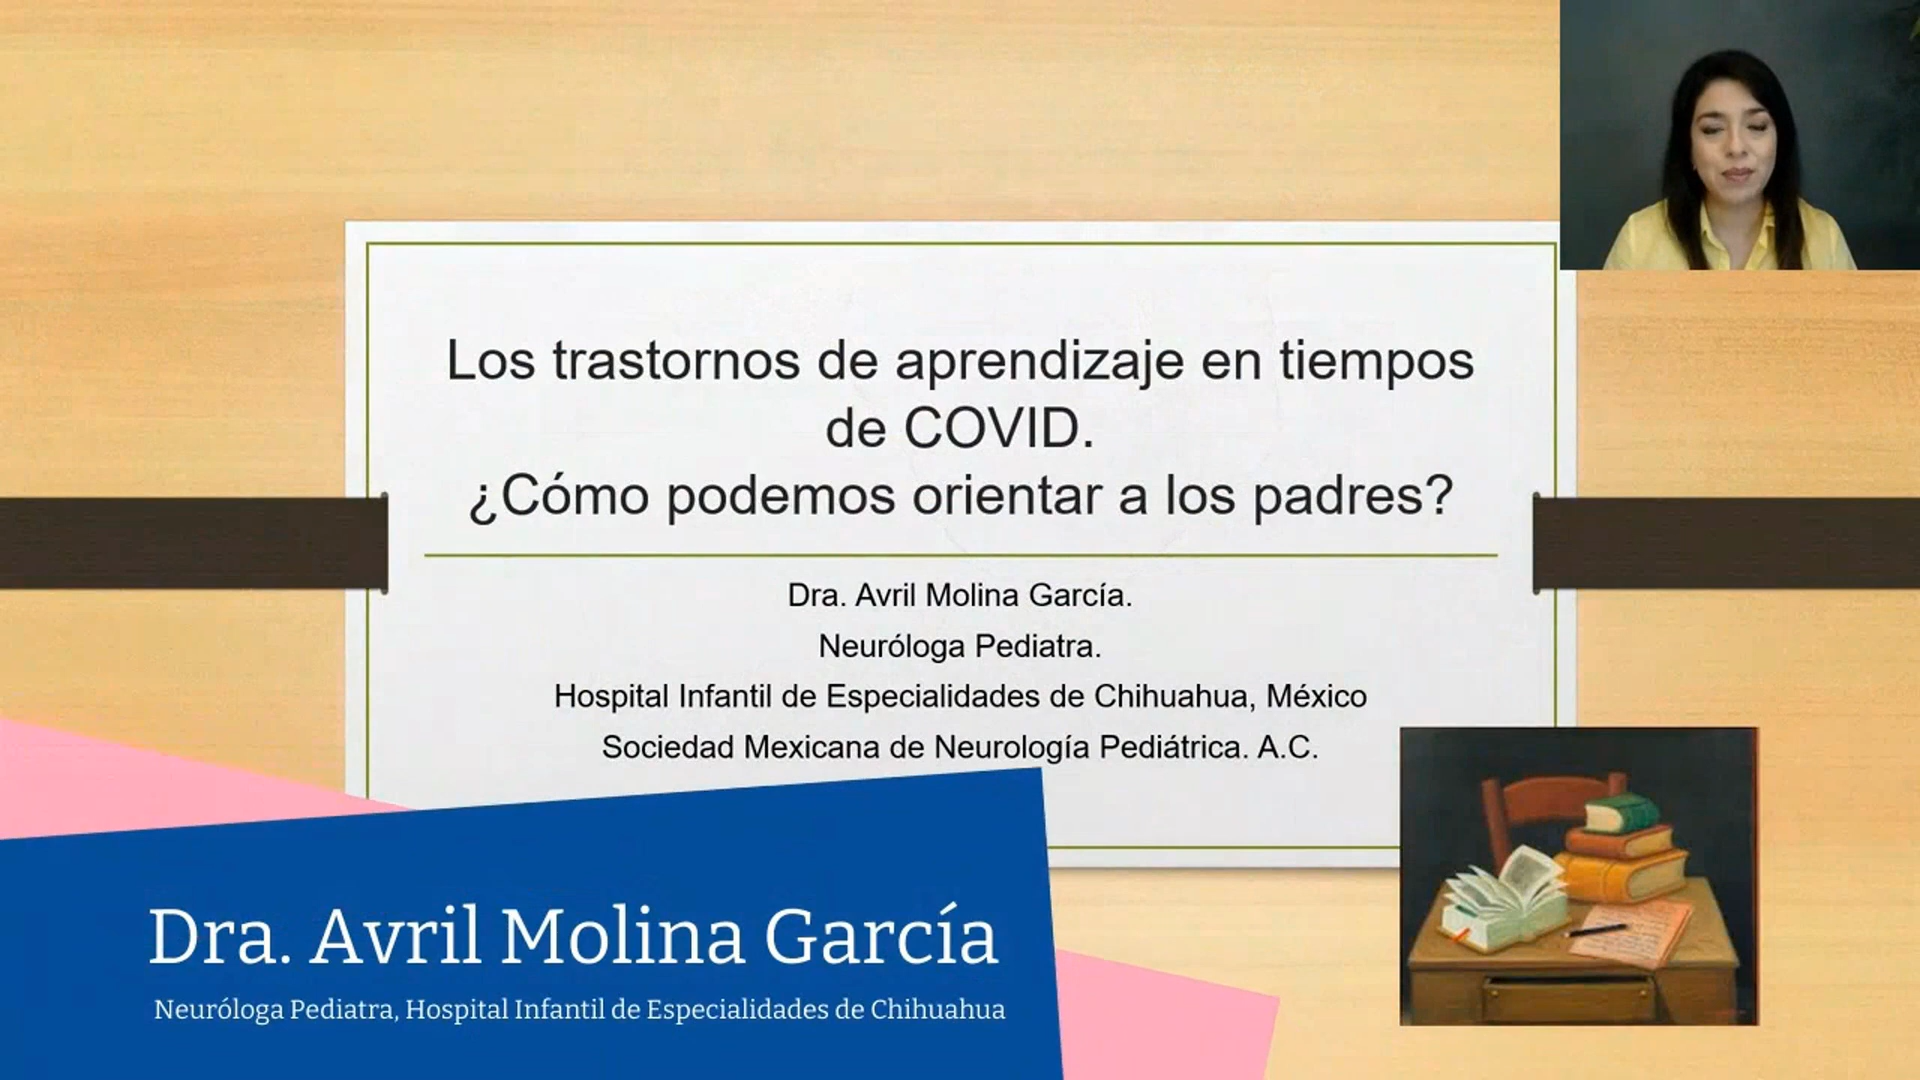 Los trastornos de aprendizaje en tiempos
de COVID.
¿Cómo podemos orientar a los padres?
Dra. Avril Molina García.
Neuróloga Pediatra.
Hospital Infantil de Especialidades de Chihuahua, México
Sociedad Mexicana de Neurología Pediátrica. A.C.
Dra. Avril Molina García
Neuróloga Pediatra, Hospital Infantil de Especialidades de Chihuahua